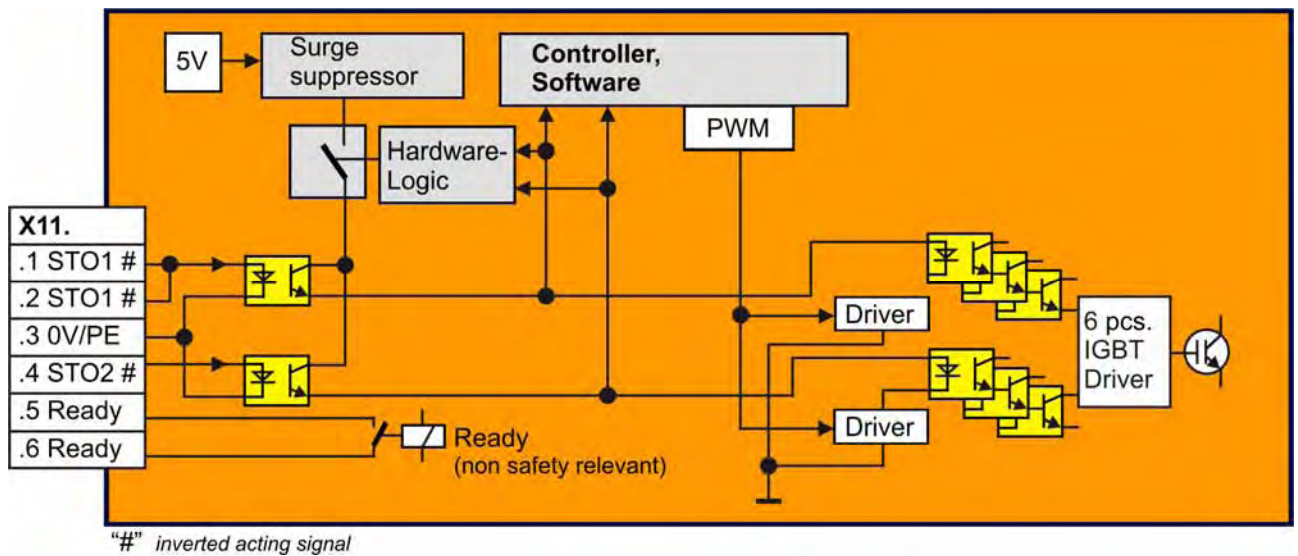 5V
Surge
suppressor
Controller,
Software
PWM
Hardware-
Logic
X11.
.1 STO1 #
.2 STO1 #
.3 0V/PE
.4 STO2 #
.5 Ready
.6 Ready
Ready
(non safety relevant)
Driver
Driver
6 pcs.
IGBT
Driver
“#” inverted acting signal